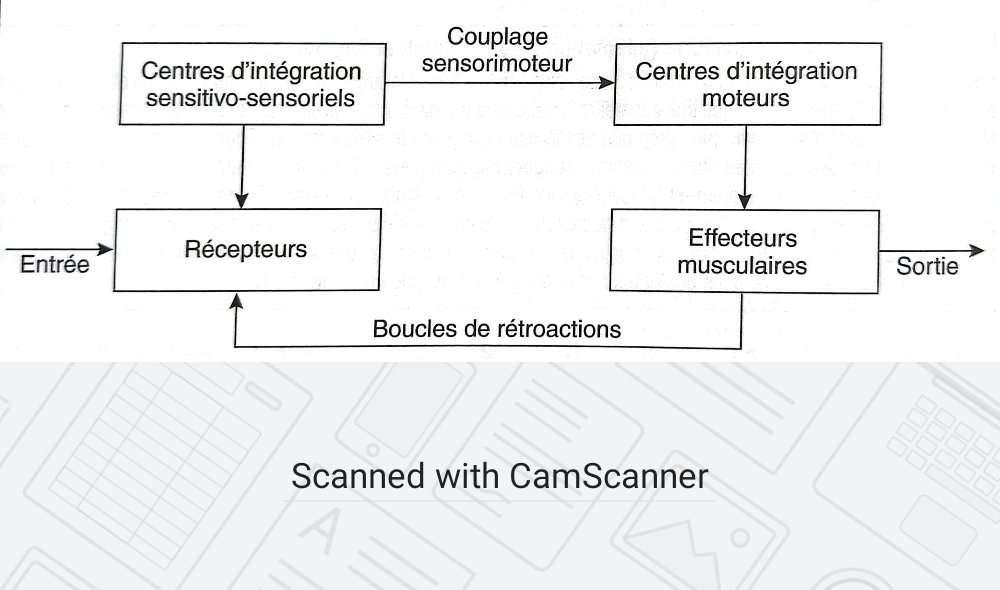 Couplage
sensorimoteur
Centres d'intégration
sensitivo-sensoriels
Centres d'intégration
moteurs
Entrée
Récepteurs
Effecteurs
musculaires
Sortie
Boucles de rétroactions
Scanned with CamScanner